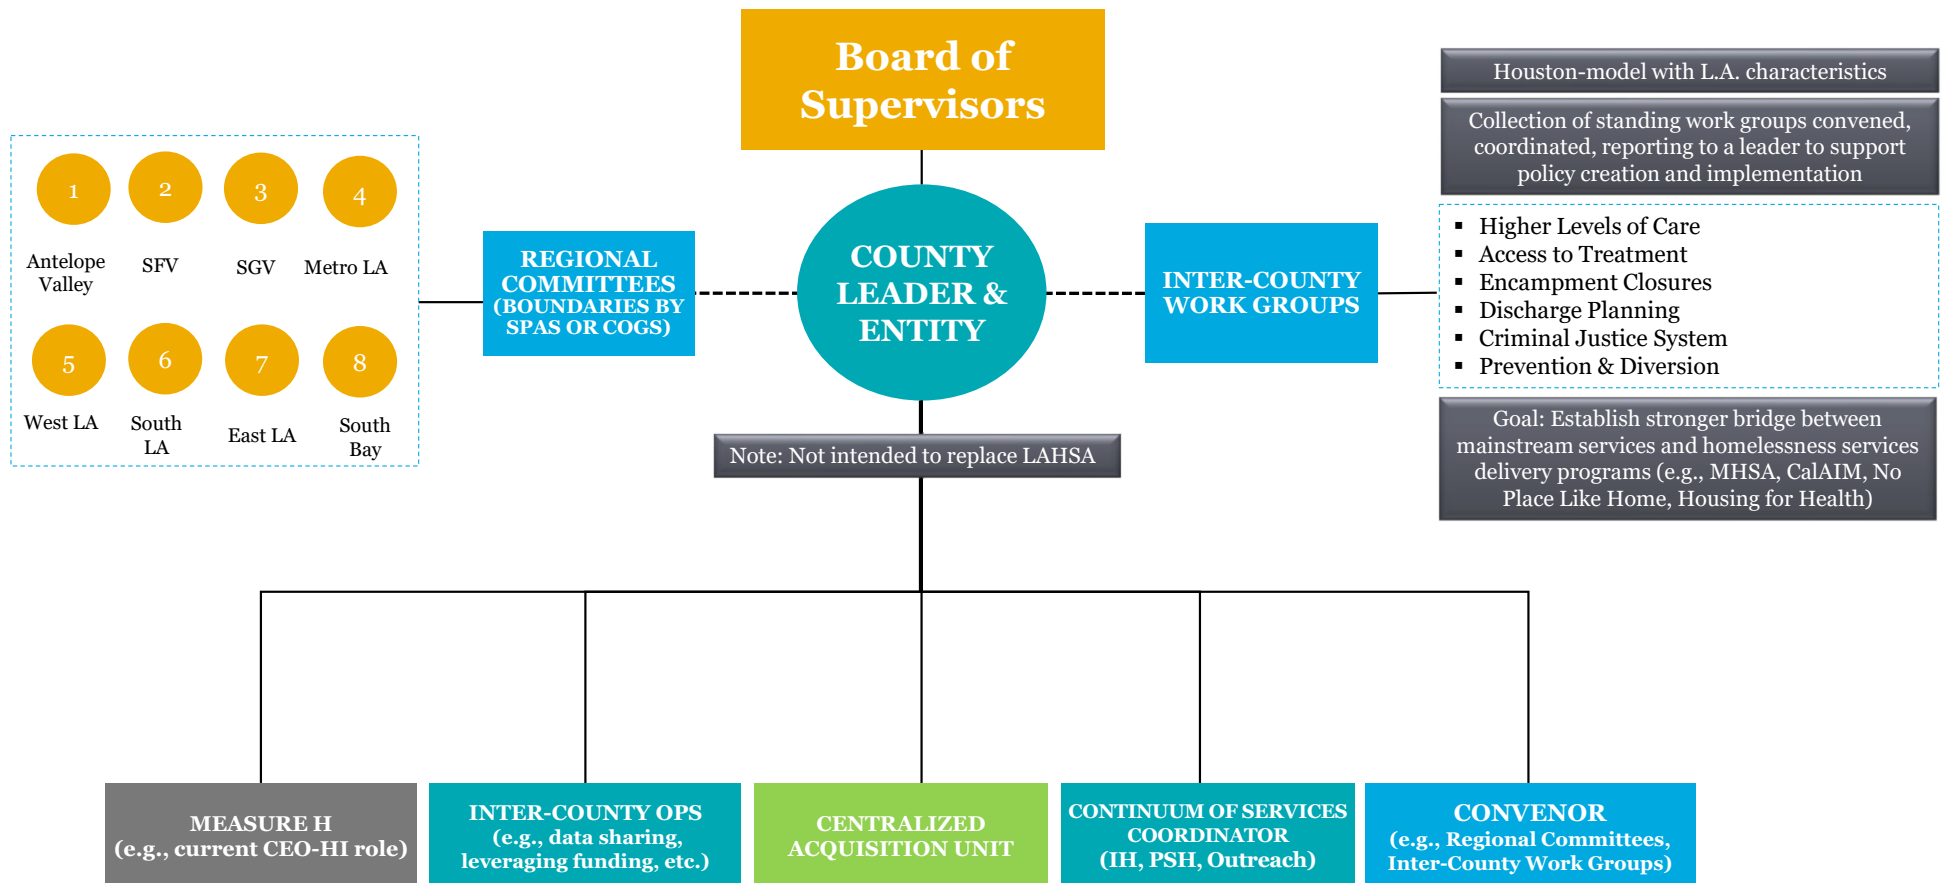 Board of
Supervisors
1
2
3
4
Antelope
Valley
SFV
SGV
Metro LA
5
6
7
8
West LA
South
LA
East LA
South
Bay
REGIONAL
COMMITTEES
(BOUNDARIES BY
SPAS OR COGS)
COUNTY
LEADER &
ENTITY
INTER-COUNTY
WORK GROUPS
Houston-model with L.A. characteristics
Collection of standing work groups convened,
coordinated, reporting to a leader to support
policy creation and implementation
▪ Higher Levels of Care
▪ Access to Treatment
▪ Encampment Closures
▪ Discharge Planning
▪ Criminal Justice System
▪ Prevention & Diversion
Goal: Establish stronger bridge between
mainstream services and homelessness services
delivery programs (e.g., MHSA, CalAIM, No
Place Like Home, Housing for Health)
Note: Not intended to replace LAHSA
MEASURE H
(e.g., current CEO-HI role)
INTER-COUNTY OPS
(e.g., data sharing,
leveraging funding, etc.)
CENTRALIZED
ACQUISITION UNIT
CONTINUUM OF SERVICES
COORDINATOR
(IH, PSH, Outreach)
CONVENOR
(e.g., Regional Committees,
Inter-County Work Groups)